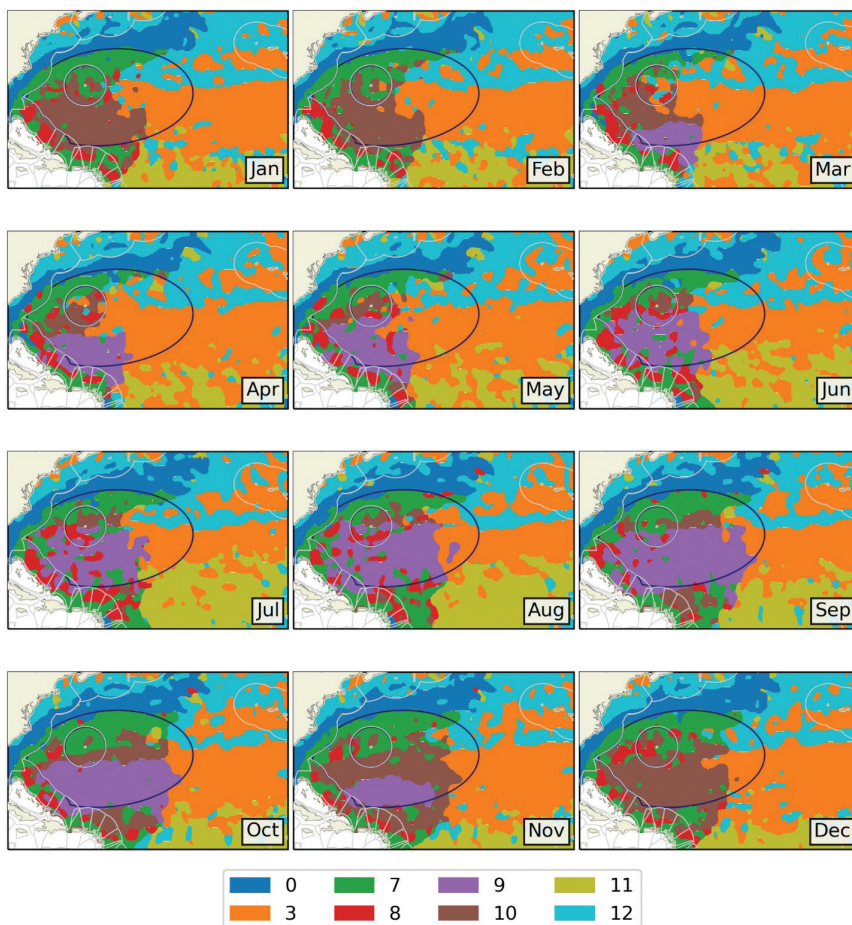 Jan Feb Mar
Apr May Jun
Jul Aug Sep
Oct Nov Dec
0 7 9 11
3 8 10 12